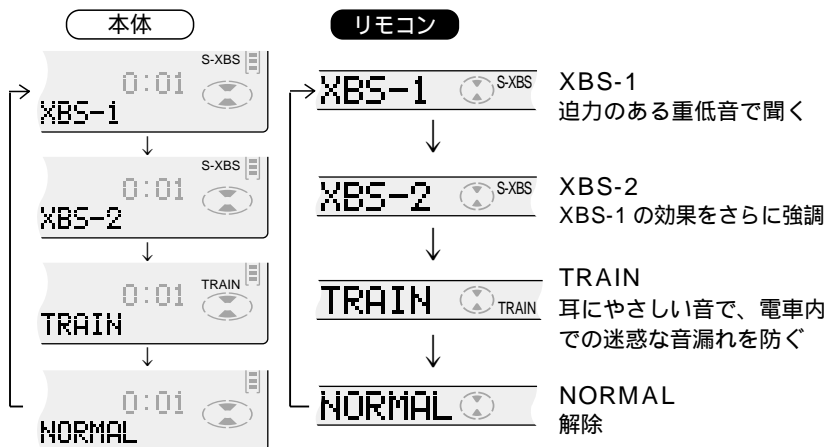 本体
リモコン
S-XBS
0:01
XBS-1
XBS-1
S-XBS
XBS-1
迫力のある重低音で聞く
S-XBS
0:01
XBS-2
XBS-2
S-XBS
XBS-2
XBS-1の効果をさらに強調
TRAIN
0:01
TRAIN
TRAIN
TRAIN
TRAIN
耳にやさしい音で、電車内
での迷惑な音漏れを防ぐ
0:01
NORMAL
NORMAL
NORMAL
解除